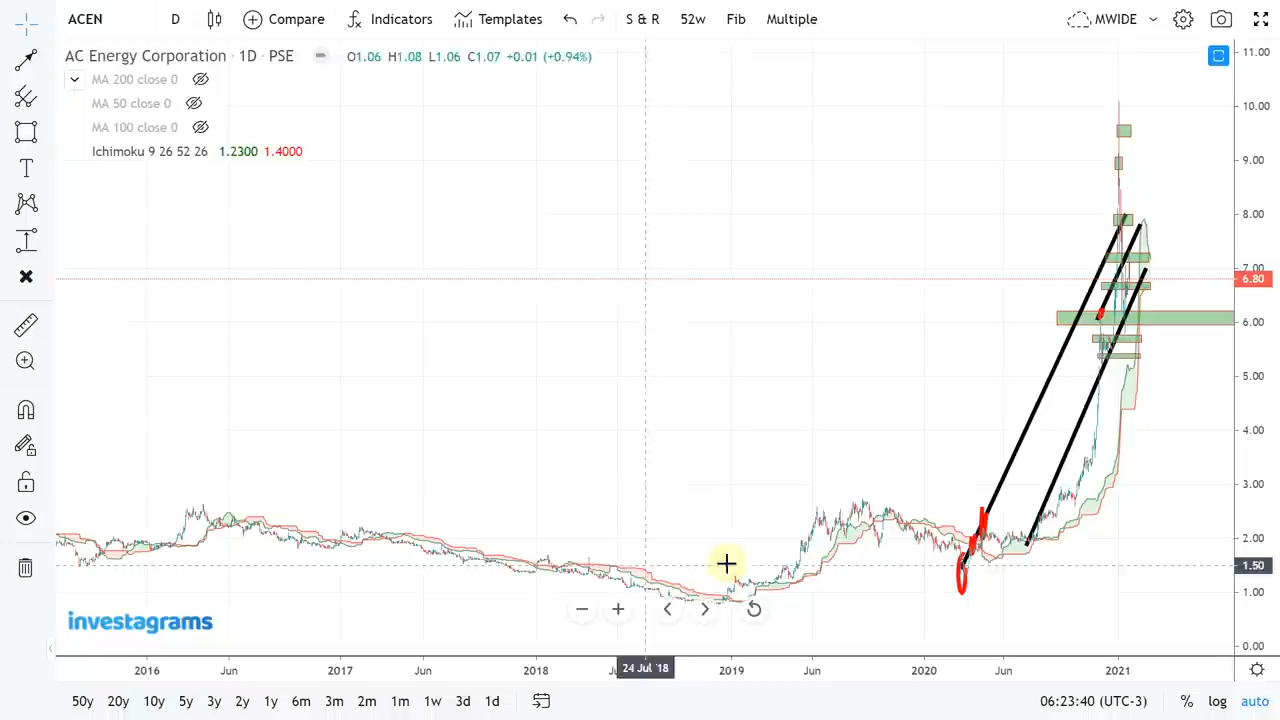 ACEN D Compare Indicators Templates S & R 52w Fib Multiple MWIDE
AC Energy Corporation · 1D · PSE O1.06 H1.08 L1.06 C1.07 +0.01 (+0.94%)
MA 200 close 0
MA 50 close 0
MA 100 close 0
Ichimoku 9 26 52 26 1.2300 1.4000
11.00
10.00
9.00
8.00
7.00
6.80
6.00
5.00
4.00
3.00
2.00
1.50
1.00
0.00
investagrams
2016 Jun 2017 Jun 2018 24 Jul '18 2019 Jun 2020 Jun 2021
50y 20y 10y 5y 3y 2y 1y 6m 3m 2m 1m 1w 3d 1d 06:23:40 (UTC-3) % log auto